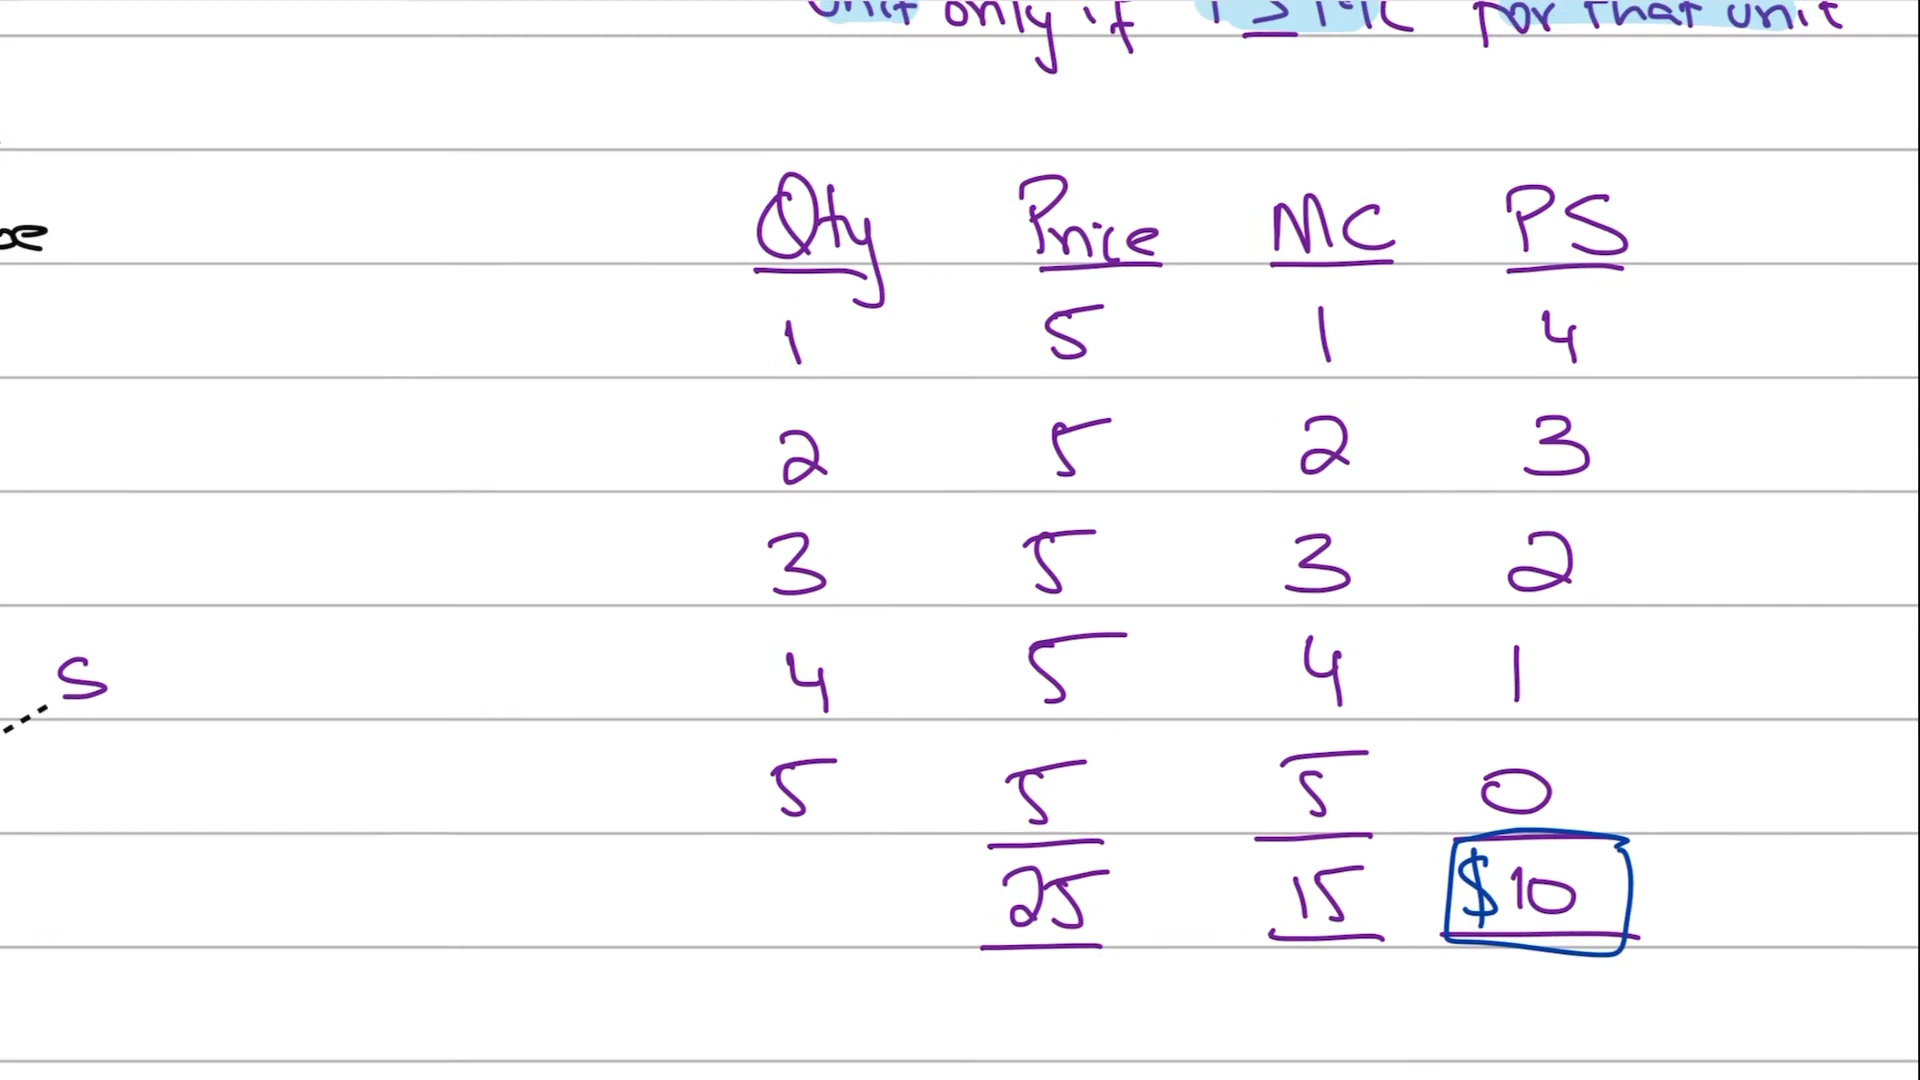 unit only if P ≥ MC for that unit
Qty Price MC PS
1 5 1 4
2 5 2 3
3 5 3 2
S 4 5 4 1
5 5 5 0
25 15 $10